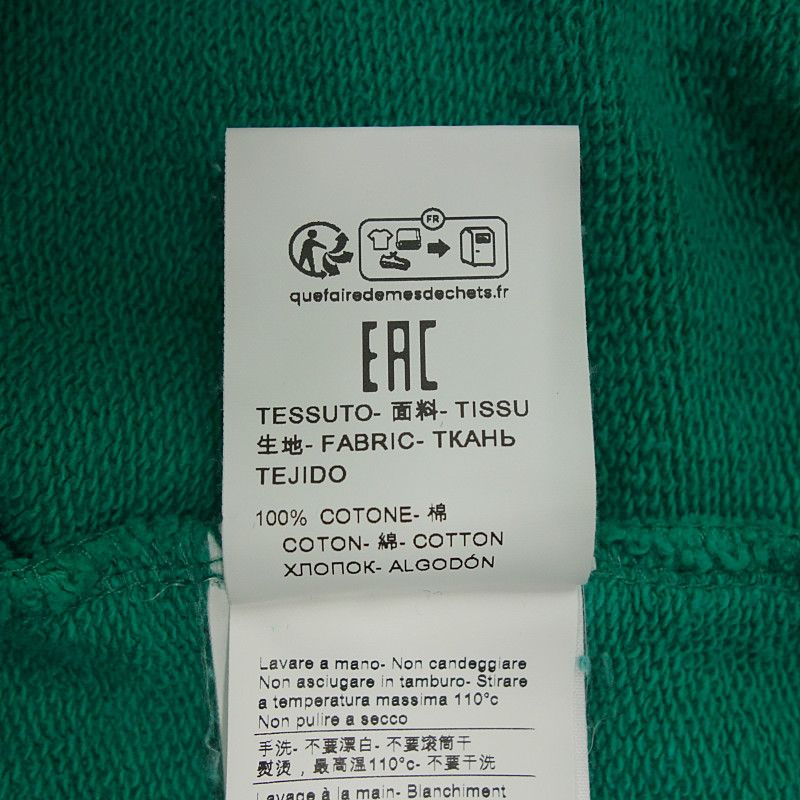 FR
quefairedemesdechets.fr
EAC
TESSUTO- 面料- TISSU
生地- FABRIC- ТКАНЬ
TEJIDO
100% COTONE- 棉
COTON- 綿- COTTON
ХЛОПОК- ALGODÓN
Lavare a mano- Non candeggiare
Non asciugare in tamburo- Stirare
a temperatura massima 110°c
Non pulire a secco
手洗- 不要漂白- 不要滚筒干
熨烫，最高温110°c- 不要干洗
Lavage à la main- Blanchiment